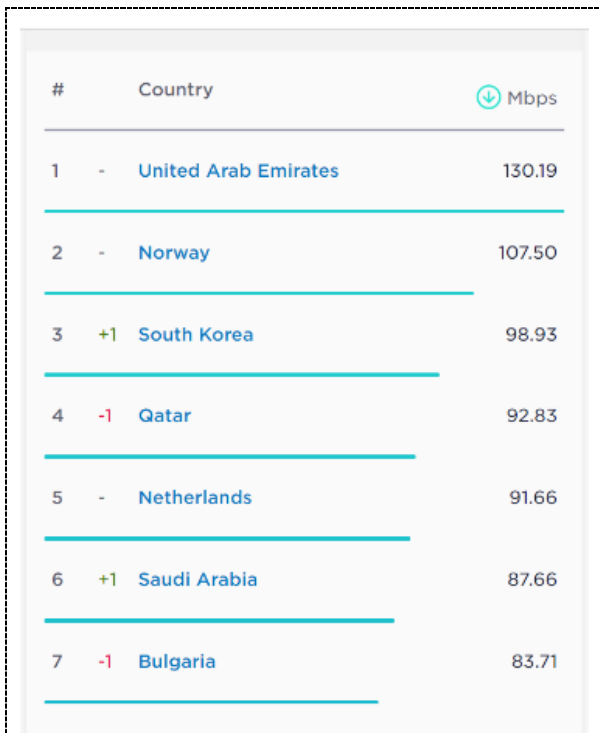 # Country Mbps
1 - United Arab Emirates 130.19
2 - Norway 107.50
3 +1 South Korea 98.93
4 -1 Qatar 92.83
5 - Netherlands 91.66
6 +1 Saudi Arabia 87.66
7 -1 Bulgaria 83.71